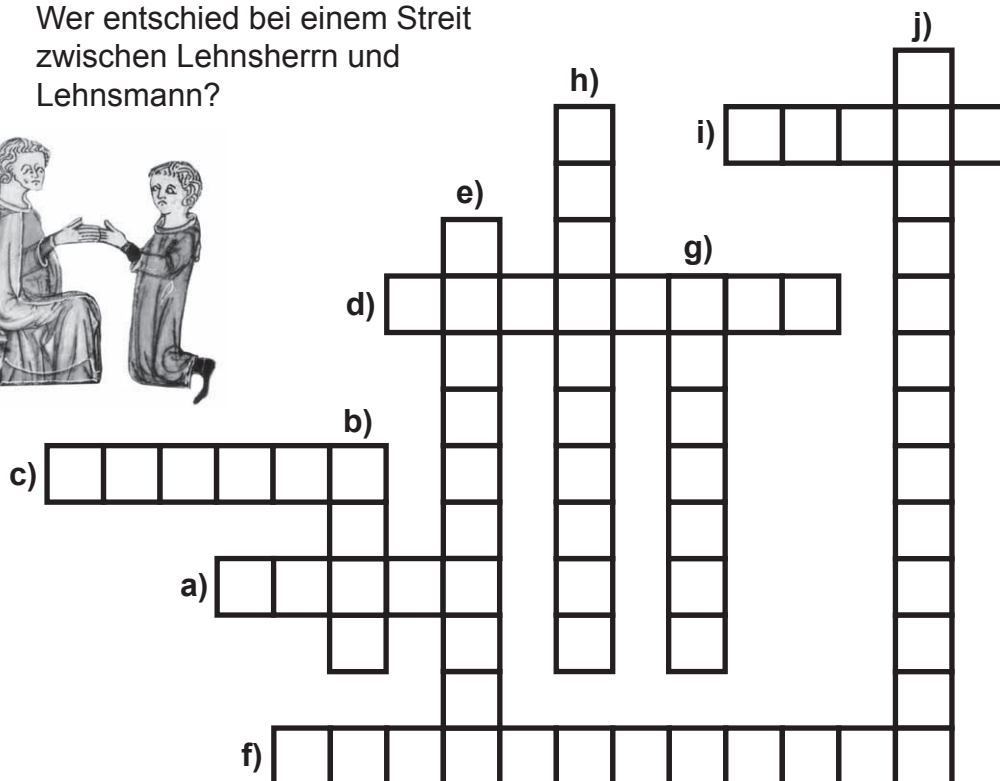 Wer entschied bei einem Streit
zwischen Lehnsherrn und
Lehnsmann?
j)
h)
i)
e)
g)
d)
b)
c)
a)
f)